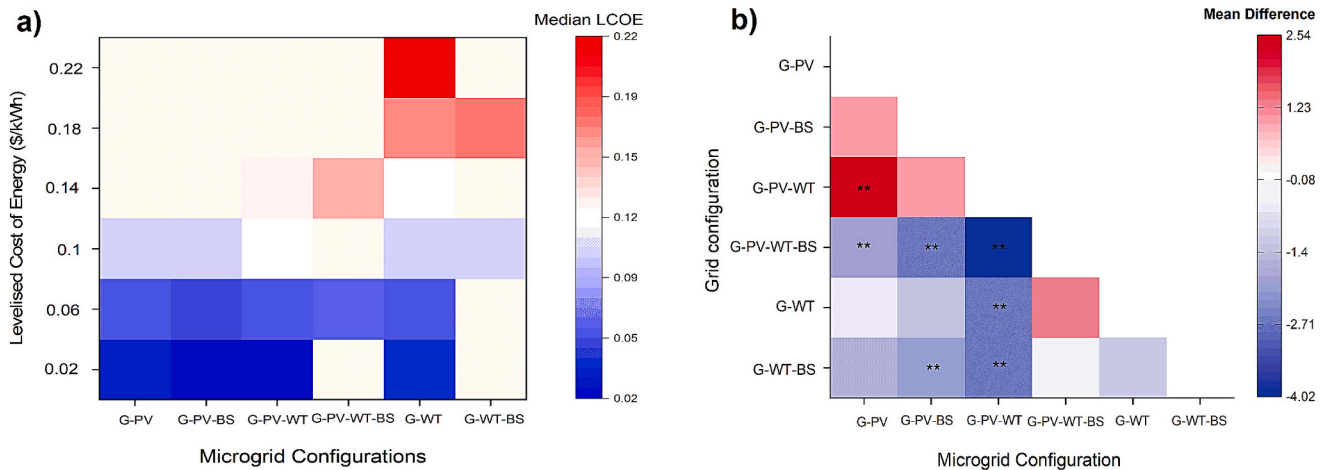 a)
Median LCOE
Levelised Cost of Energy ($/kWh)
0.22
0.18
0.14
0.1
0.06
0.02
G-PV G-PV-BS G-PV-WT G-PV-WT-BS G-WT G-WT-BS
Microgrid Configurations
0.22
0.19
0.15
0.12
0.09
0.05
0.02
b)
Mean Difference
Grid configuration
G-PV
G-PV-BS
G-PV-WT
**
G-PV-WT-BS
** ** **
G-WT
**
G-WT-BS
** **
G-PV G-PV-BS G-PV-WT G-PV-WT-BS G-WT G-WT-BS
Microgrid Configuration
2.54
1.23
-0.08
-1.4
-2.71
-4.02